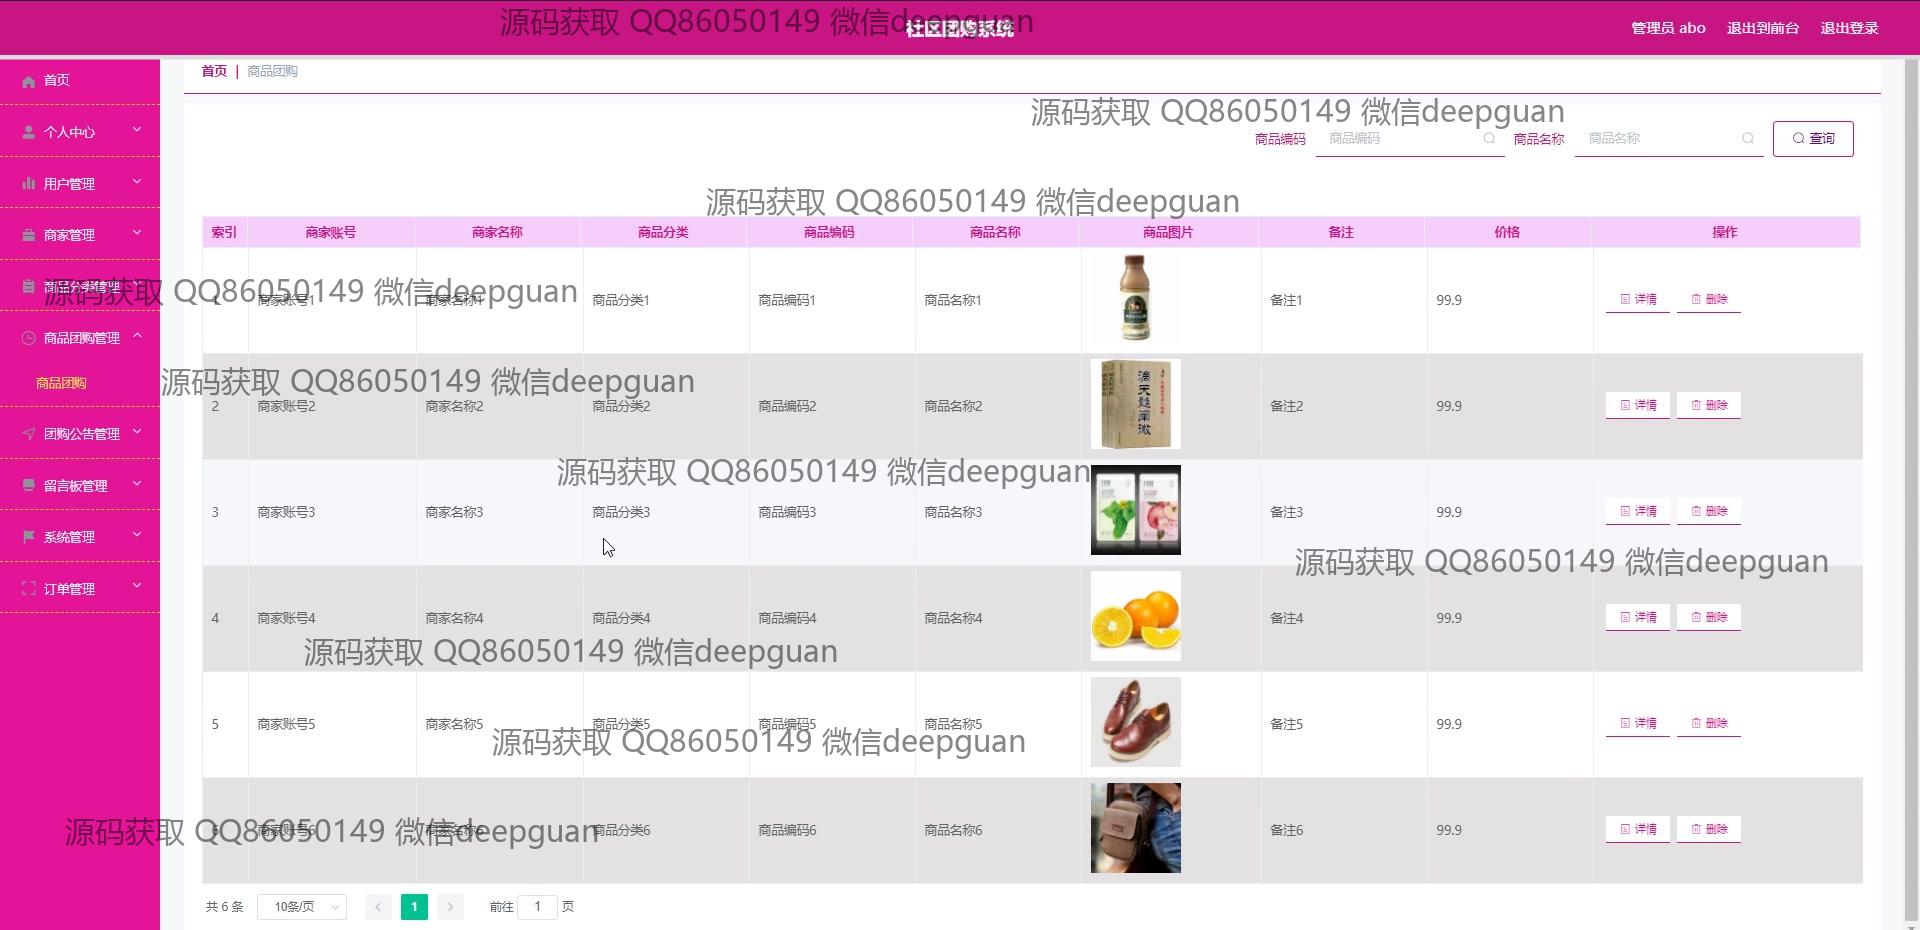 社区团购系统
管理员 abo 退出到前台 退出登录
源码获取 QQ86050149 微信deepguan
首页
个人中心
用户管理
商家管理
商品分类管理
商品团购管理
商品团购
团购公告管理
留言板管理
系统管理
订单管理
首页 | 商品团购
源码获取 QQ86050149 微信deepguan
商品编码 商品编码 商品名称 商品名称 查询
源码获取 QQ86050149 微信deepguan
索引 商家账号 商家名称 商品分类 商品编码 商品名称 商品图片 备注 价格 操作
1 商家账号1 商家名称1 商品分类1 商品编码1 商品名称1 备注1 99.9 详情 删除
源码获取 QQ86050149 微信deepguan
源码获取 QQ86050149 微信deepguan
2 商家账号2 商家名称2 商品分类2 商品编码2 商品名称2 滴天髓阐微 备注2 99.9 详情 删除
源码获取 QQ86050149 微信deepguan
3 商家账号3 商家名称3 商品分类3 商品编码3 商品名称3 备注3 99.9 详情 删除
源码获取 QQ86050149 微信deepguan
4 商家账号4 商家名称4 商品分类4 商品编码4 商品名称4 备注4 99.9 详情 删除
源码获取 QQ86050149 微信deepguan
5 商家账号5 商家名称5 商品分类5 商品编码5 商品名称5 备注5 99.9 详情 删除
源码获取 QQ86050149 微信deepguan
6 商家账号6 商家名称6 商品分类6 商品编码6 商品名称6 备注6 99.9 详情 删除
源码获取 QQ86050149 微信deepguan
共 6 条 10条/页 1 前往 1 页